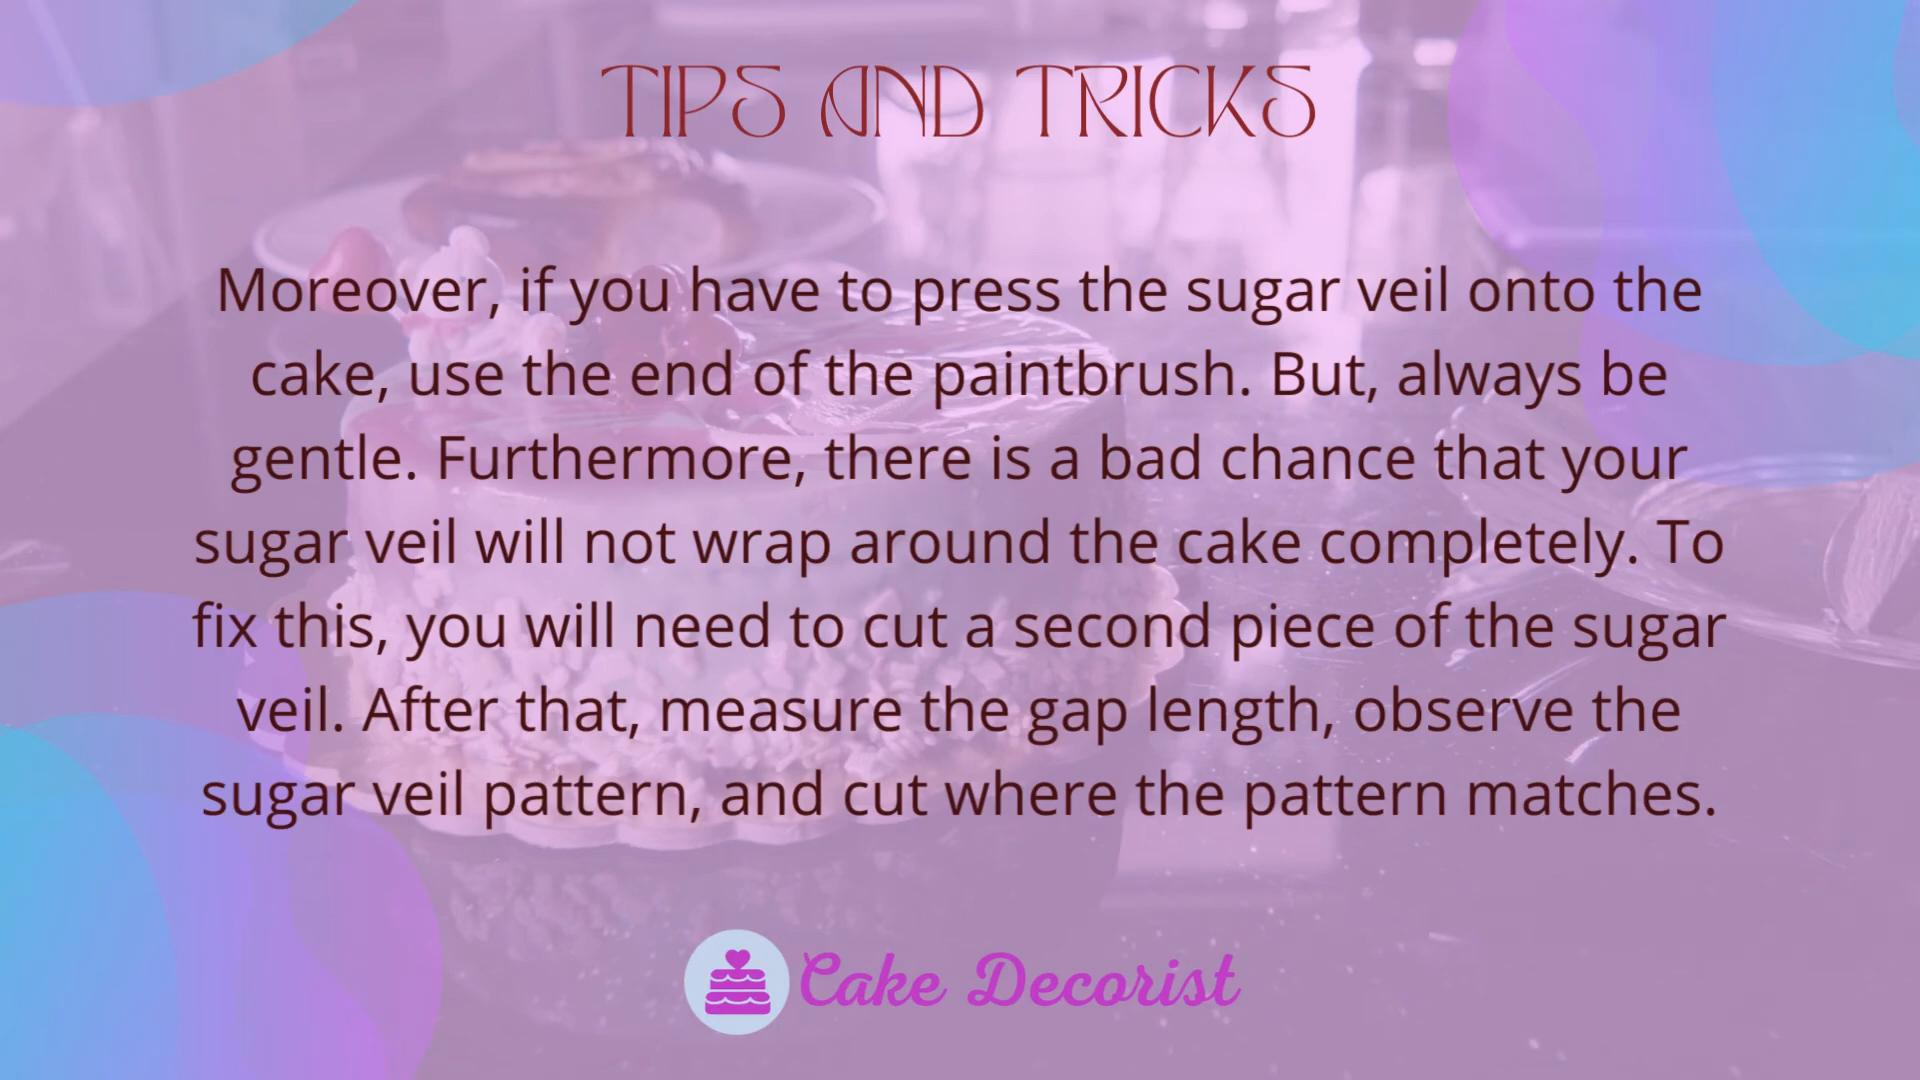 TIPS AND TRICKS
Moreover, if you have to press the sugar veil onto the
cake, use the end of the paintbrush. But, always be
gentle. Furthermore, there is a bad chance that your
sugar veil will not wrap around the cake completely. To
fix this, you will need to cut a second piece of the sugar
veil. After that, measure the gap length, observe the
sugar veil pattern, and cut where the pattern matches.
Cake Decorist